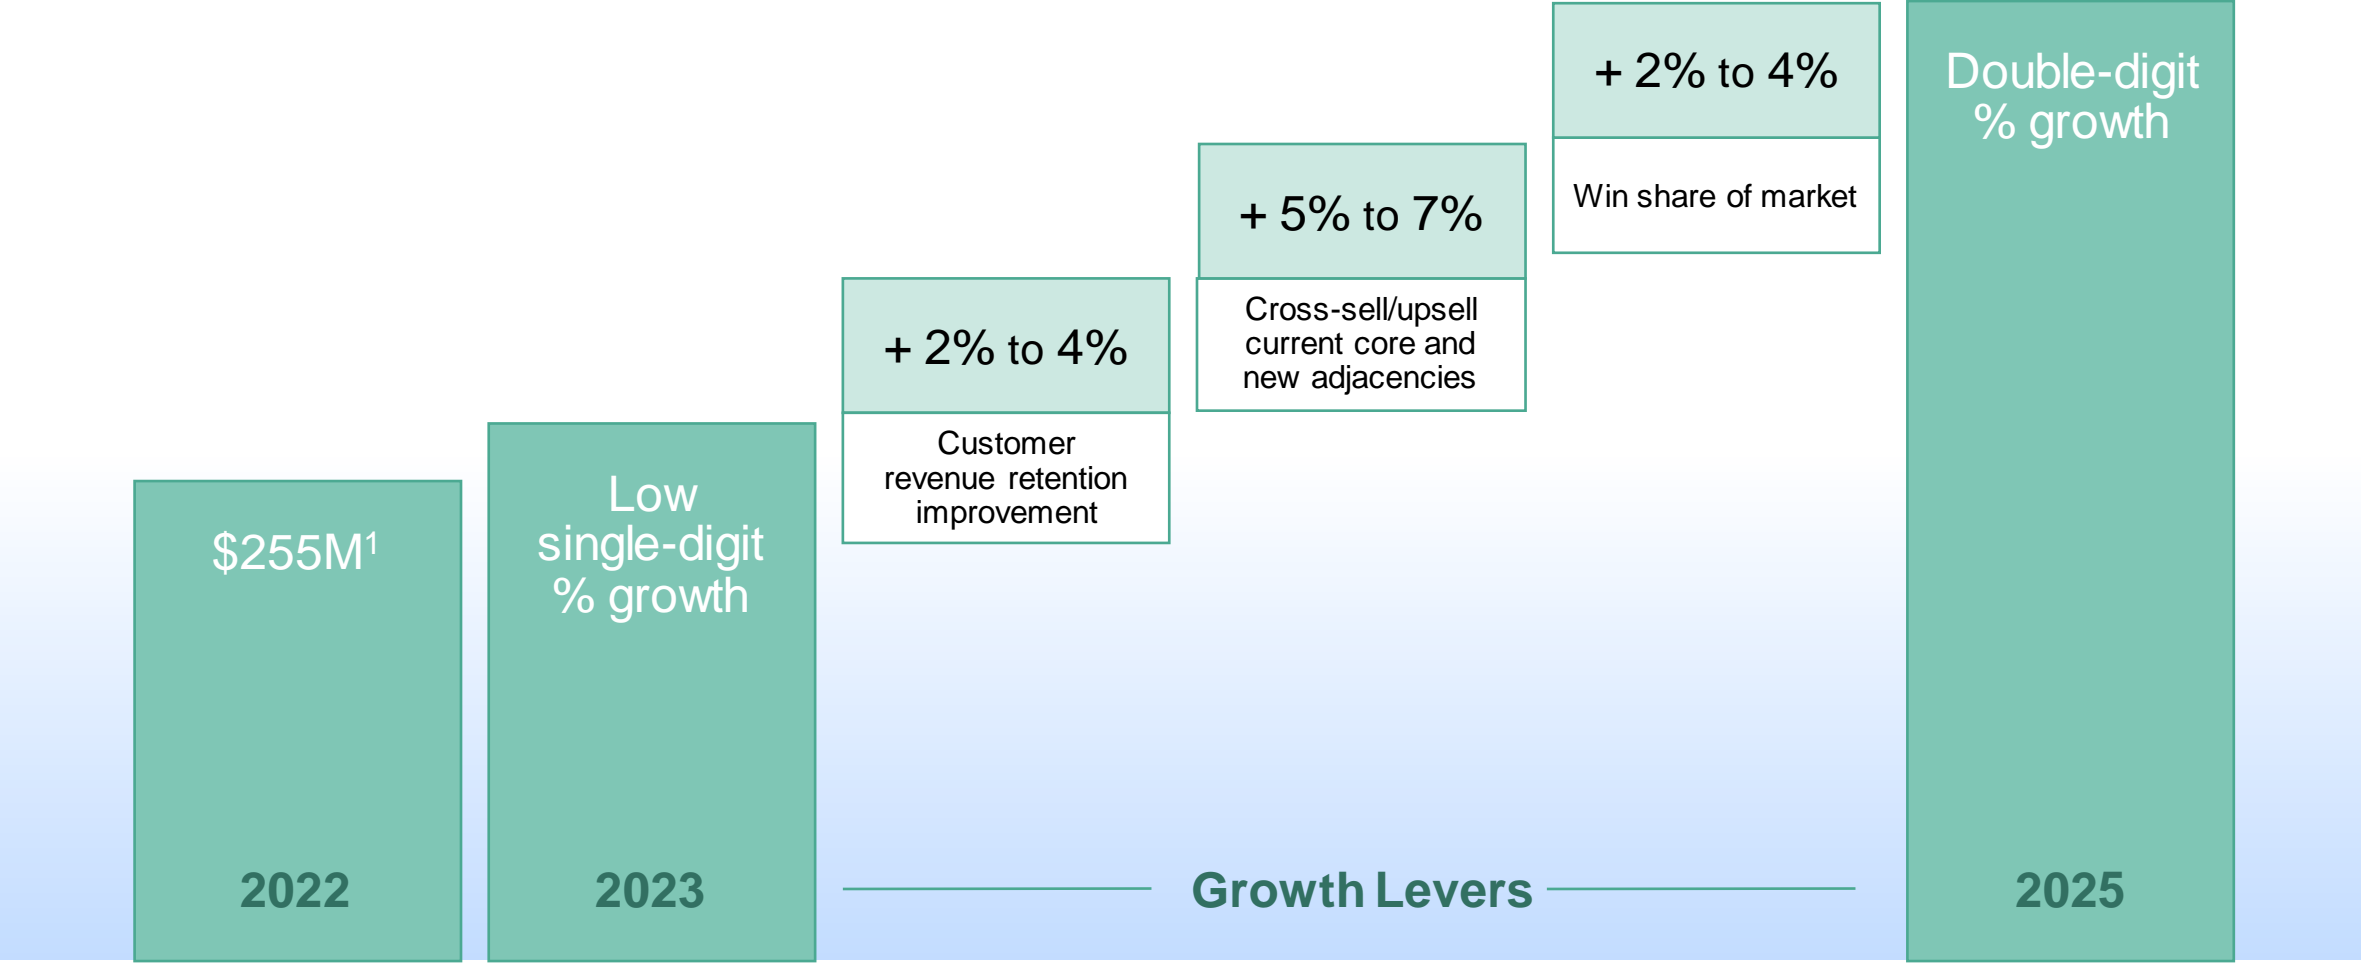 $255M¹
2022
Low
single-digit
% growth
2023
+ 2% to 4%
Customer
revenue retention
improvement
+ 5% to 7%
Cross-sell/upsell
current core and
new adjacencies
+ 2% to 4%
Win share of market
Growth Levers
Double-digit
% growth
2025